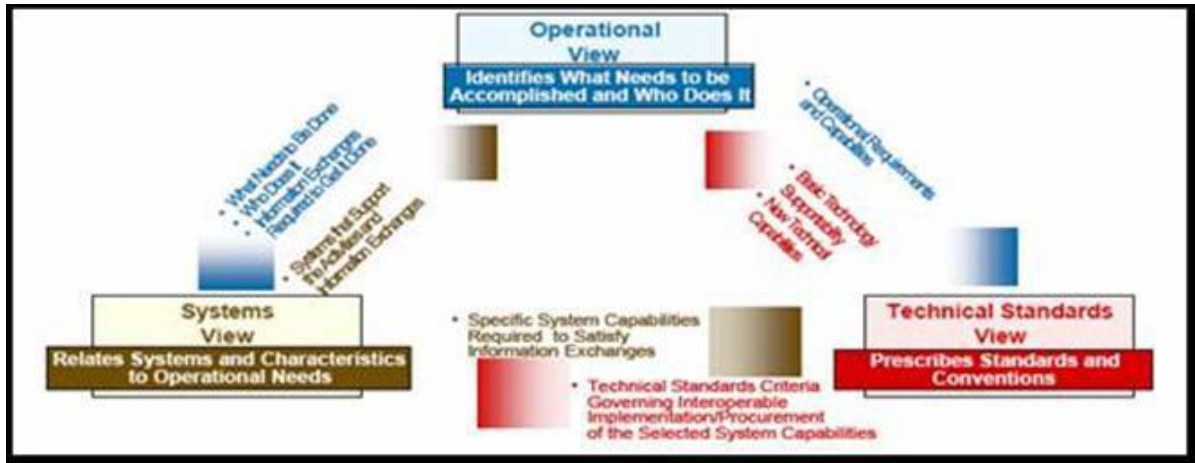 Operational
View
Identifies What Needs to be
Accomplished and Who Does It
• What Needs to Be Done
• Who Does It
• Information Exchanges
Required to Get It Done
• Systems that Support
the Activities and
Information Exchanges
• Operational Requirements
and Capabilities
• Basic Technology
Supportability
• New Technical
Capabilities
Systems
View
Relates Systems and Characteristics
to Operational Needs
• Specific System Capabilities
Required to Satisfy
Information Exchanges
• Technical Standards Criteria
Governing Interoperable
Implementation/Procurement
of the Selected System Capabilities
Technical Standards
View
Prescribes Standards and
Conventions